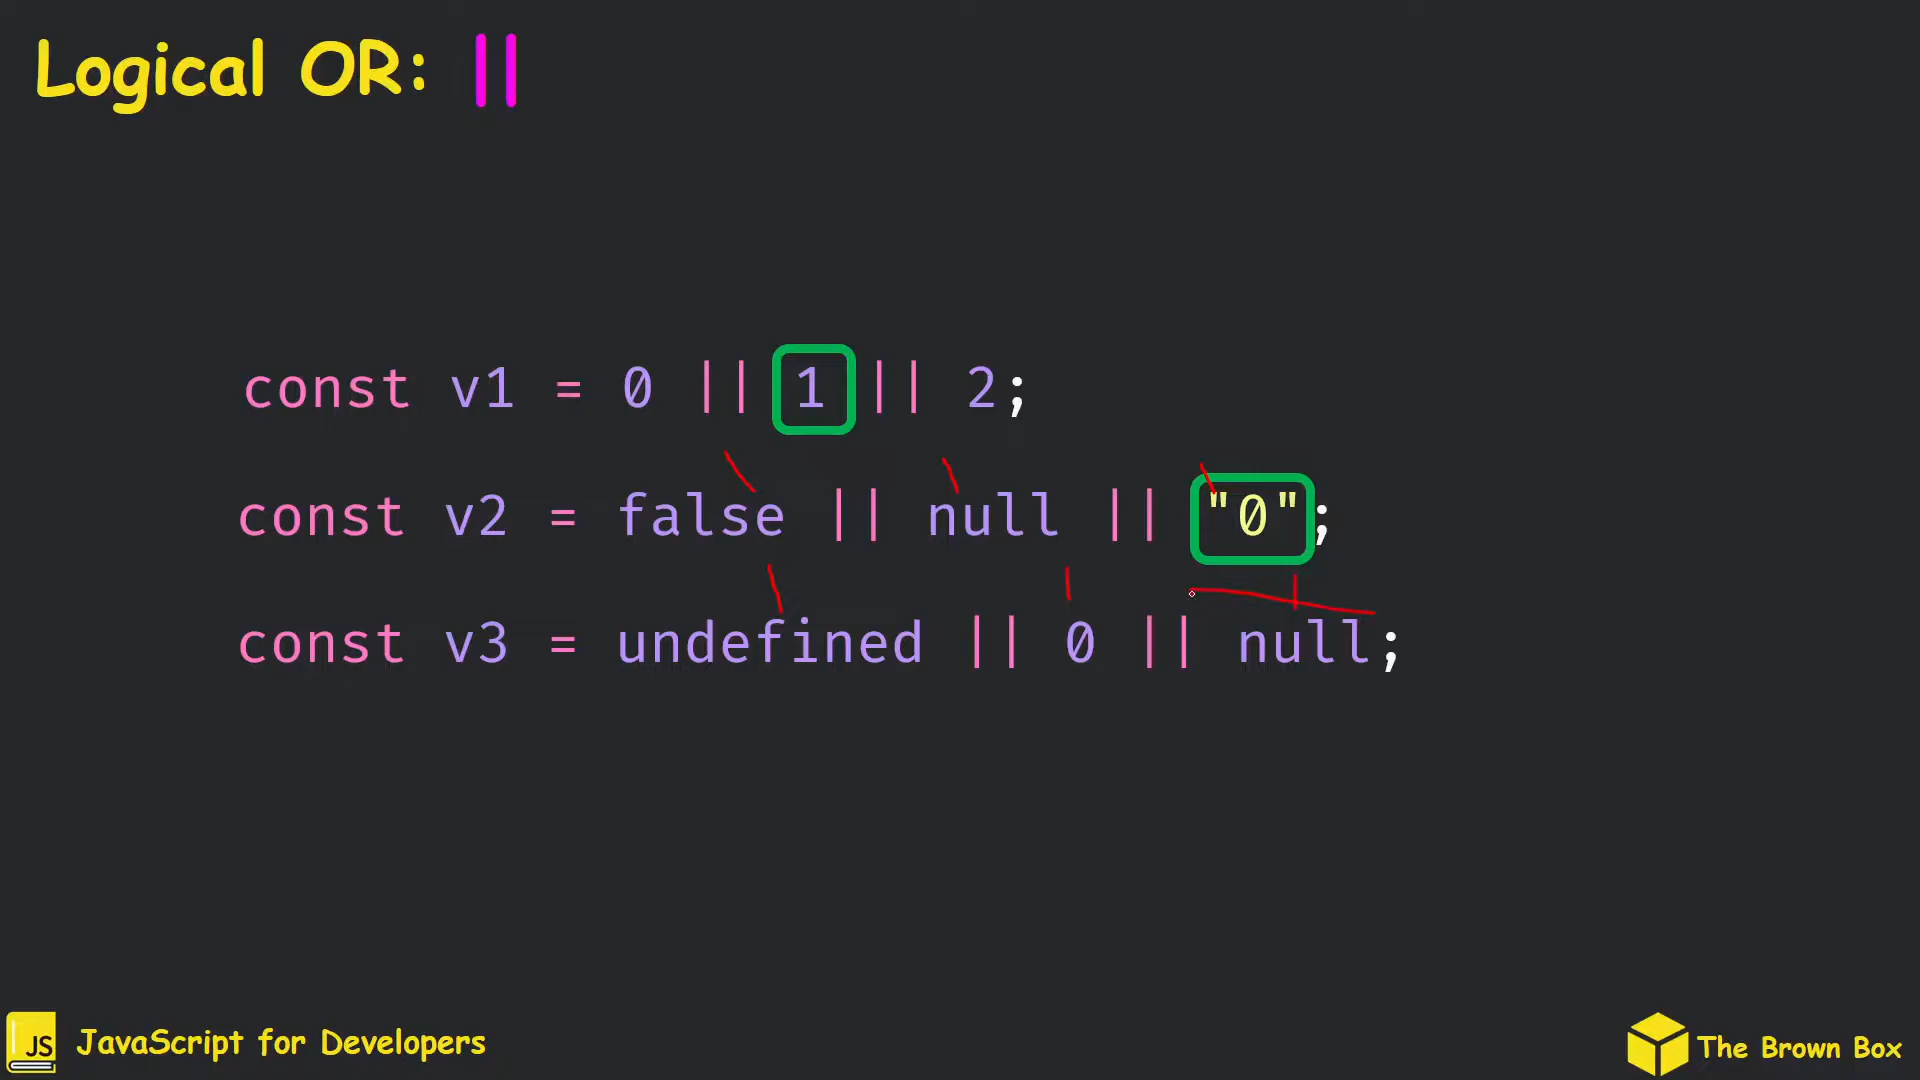 Logical OR: ||
const v1 = 0 || 1 || 2;
const v2 = false || null || "0";
const v3 = undefined || 0 || null;
JS
JavaScript for Developers
The Brown Box